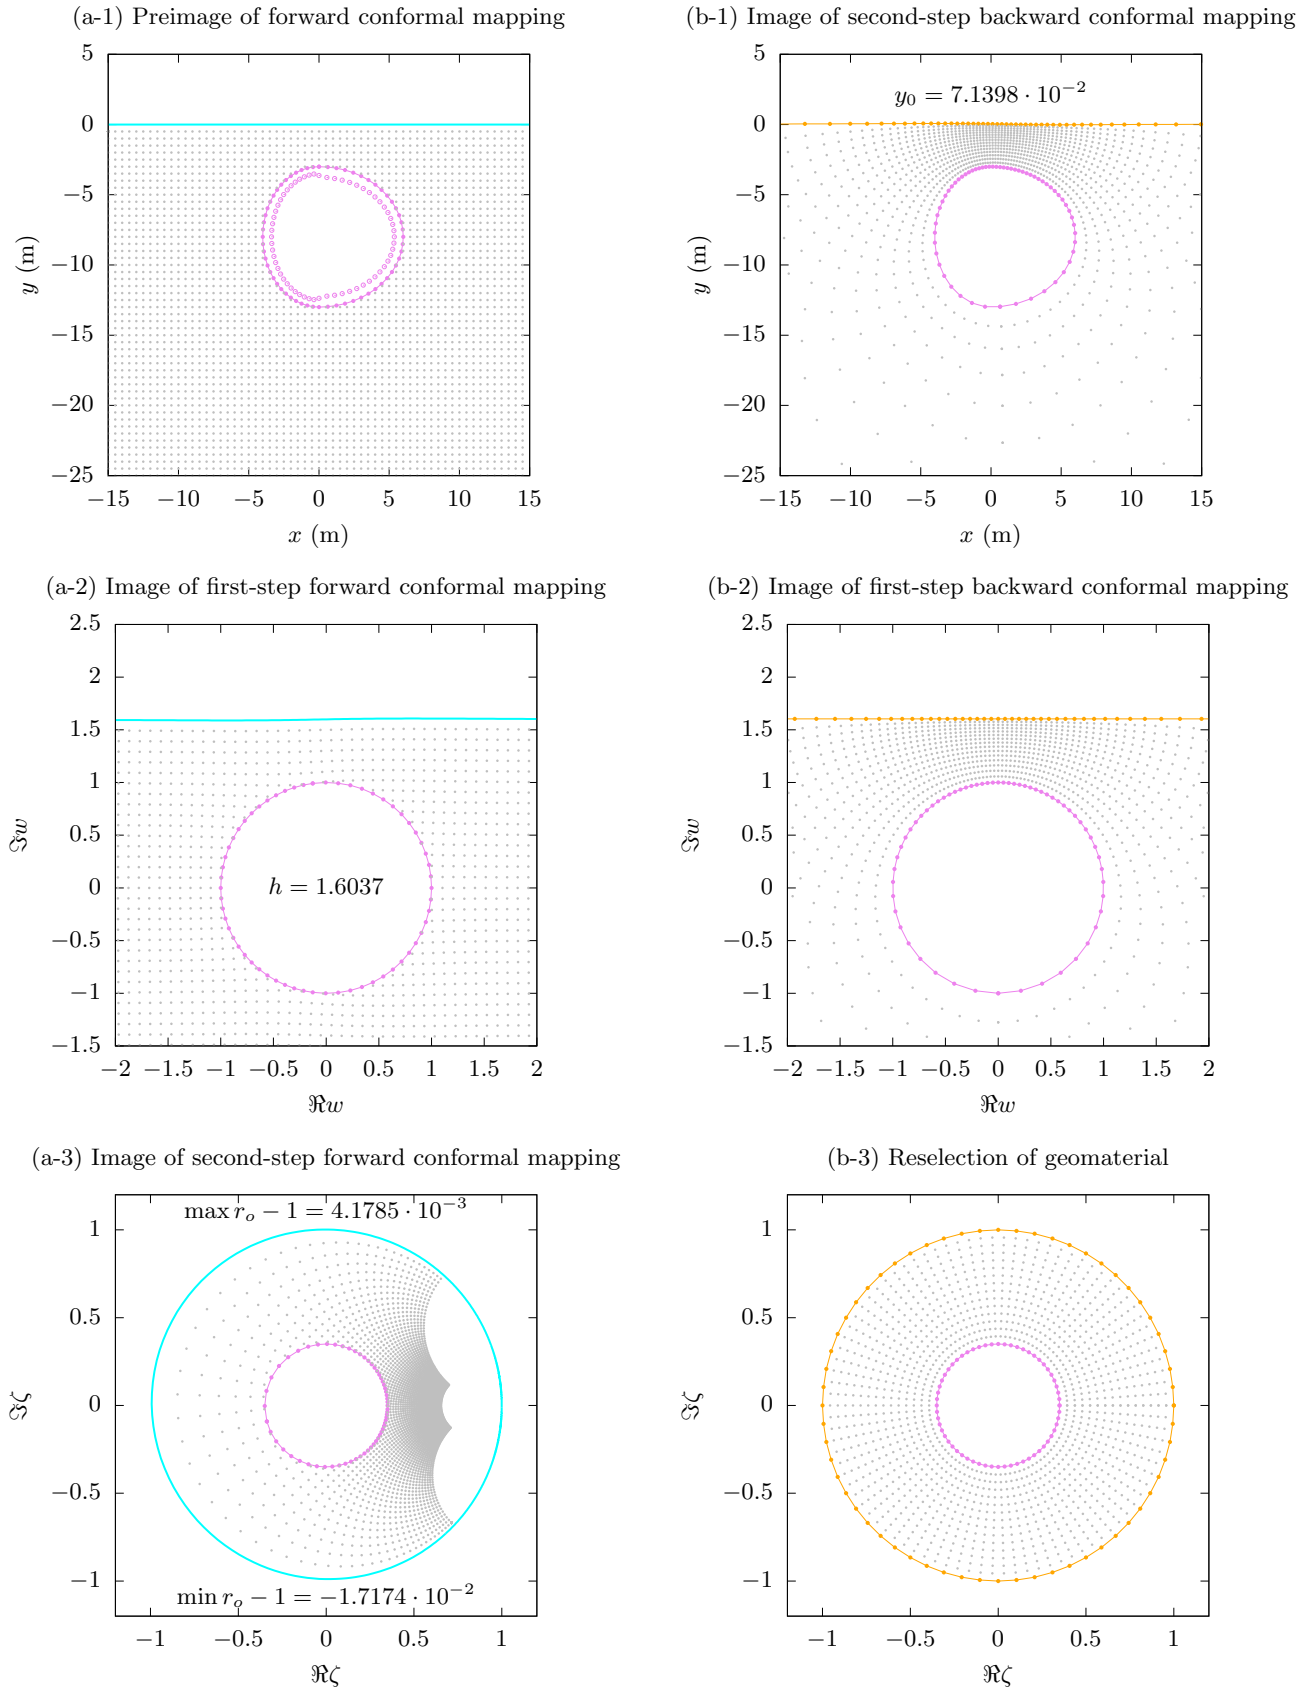 (a-1) Preimage of forward conformal mapping
5
0
−5
−10
−15
−20
−25
y (m)
−15 −10 −5 0 5 10 15
x (m)
(b-1) Image of second-step backward conformal mapping
y₀ = 7.1398 · 10⁻²
5
0
−5
−10
−15
−20
−25
y (m)
−15 −10 −5 0 5 10 15
x (m)
(a-2) Image of first-step forward conformal mapping
2.5
2
1.5
1
0.5
0
−0.5
−1
−1.5
ℑw
h = 1.6037
−2 −1.5 −1 −0.5 0 0.5 1 1.5 2
ℜw
(b-2) Image of first-step backward conformal mapping
2.5
2
1.5
1
0.5
0
−0.5
−1
−1.5
ℑw
−2 −1.5 −1 −0.5 0 0.5 1 1.5 2
ℜw
(a-3) Image of second-step forward conformal mapping
max rₒ − 1 = 4.1785 · 10⁻³
1
0.5
0
−0.5
−1
ℑζ
min rₒ − 1 = −1.7174 · 10⁻²
−1 −0.5 0 0.5 1
ℜζ
(b-3) Reselection of geomaterial
1
0.5
0
−0.5
−1
ℑζ
−1 −0.5 0 0.5 1
ℜζ